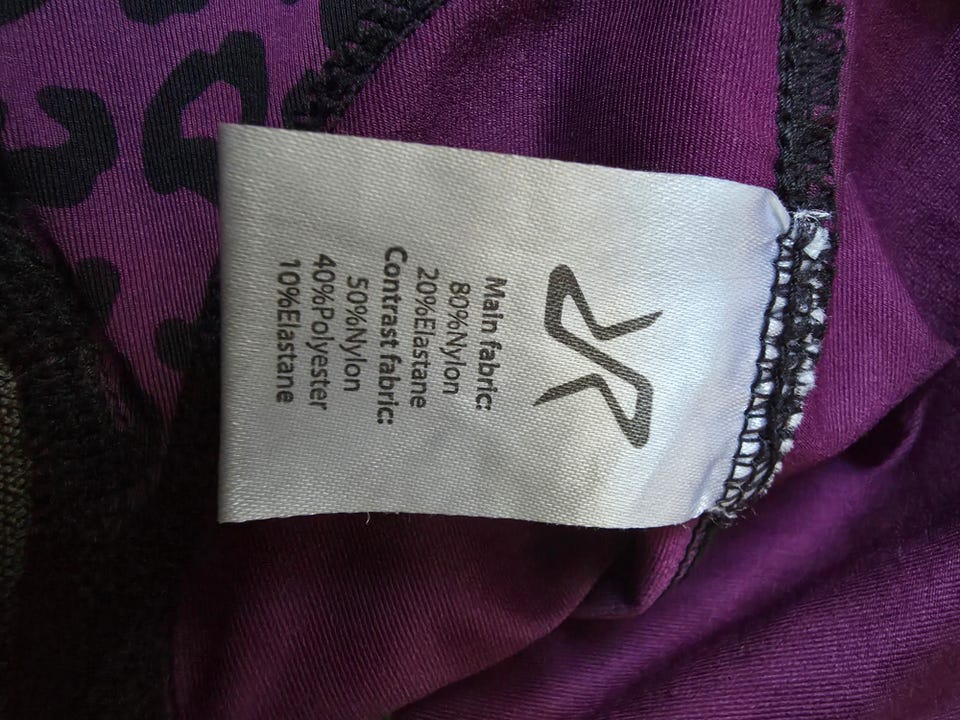 Main fabric:
80%Nylon
20%Elastane
Contrast fabric:
50%Nylon
40%Polyester
10%Elastane